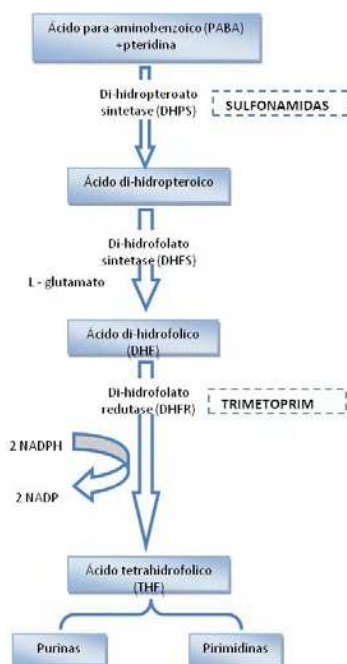 Ácido para-aminobenzoico (PABA)
+pteridina
Di-hidropteroato
sintetase (DHPS)
SULFONAMIDAS
Ácido di-hidropteroico
Di-hidrofolato
sintetase (DHFS)
L - glutamato
Ácido di-hidrofolico
(DHF)
Di-hidrofolato
redutase (DHFR)
TRIMETOPRIM
2 NADPH
2 NADP
Ácido tetrahidrofolico
(THF)
Purinas
Pirimidinas